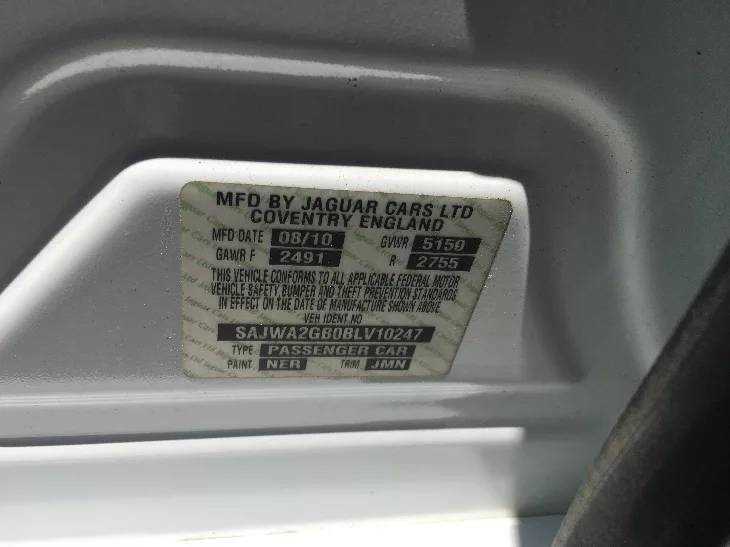 MFD BY JAGUAR CARS LTD
COVENTRY ENGLAND
MFD DATE 08/10 GVWR 5150
GAWR F 2491 R 2755
THIS VEHICLE CONFORMS TO ALL APPLICABLE FEDERAL MOTOR
VEHICLE SAFETY BUMPER AND THEFT PREVENTION STANDARDS
IN EFFECT ON THE DATE OF MANUFACTURE SHOWN ABOVE
VEH IDENT NO
SAJWA2GB0BLV10247
TYPE PASSENGER CAR
PAINT NER TRIM JMN